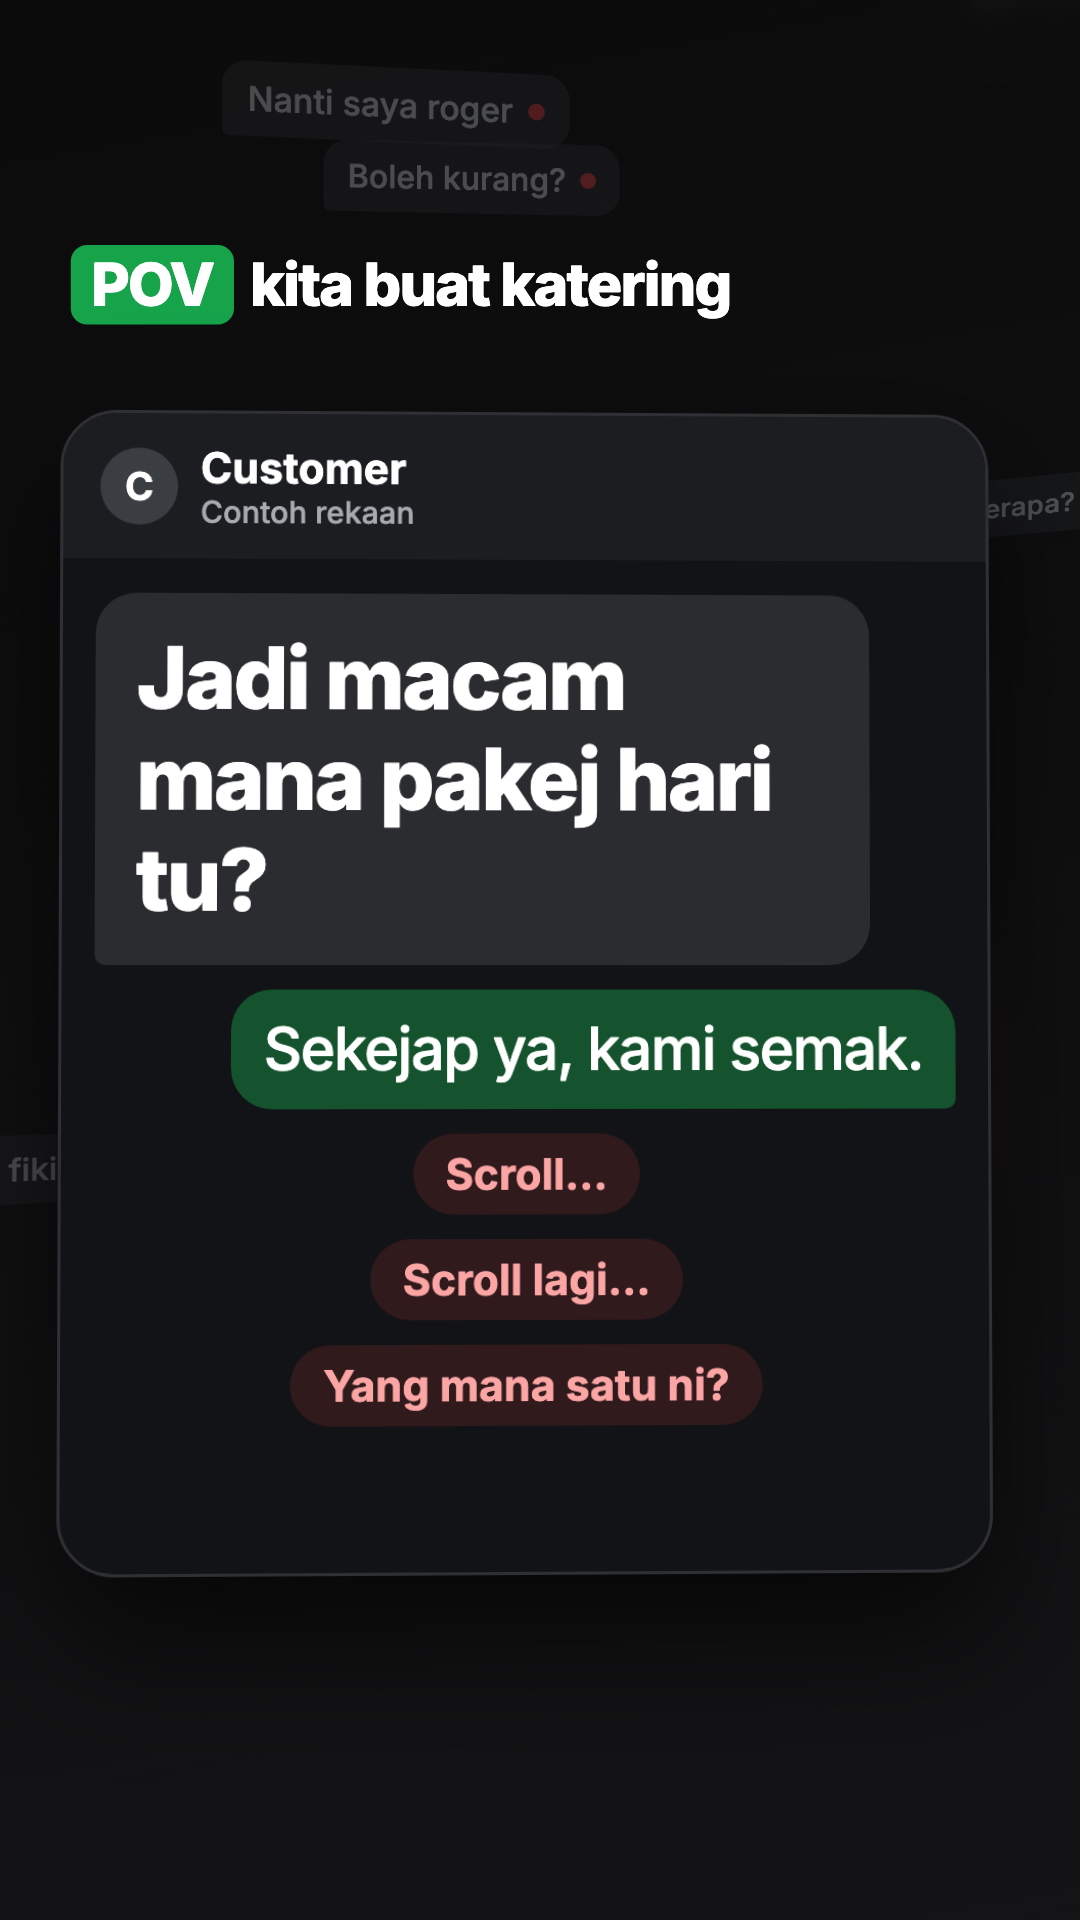 Nanti saya roger
Boleh kurang?
POV kita buat katering
C
Customer
Contoh rekaan
erapa?
Jadi macam
mana pakej hari
tu?
Sekejap ya, kami semak.
fiki
Scroll...
Scroll lagi...
Yang mana satu ni?